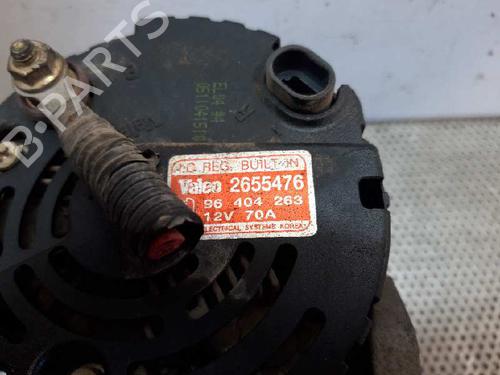 B-PARTS
REG. BUILT-IN
Valeo 2655476
96 404 263
12V 70A
ELECTRICAL SYSTEMS KOREA